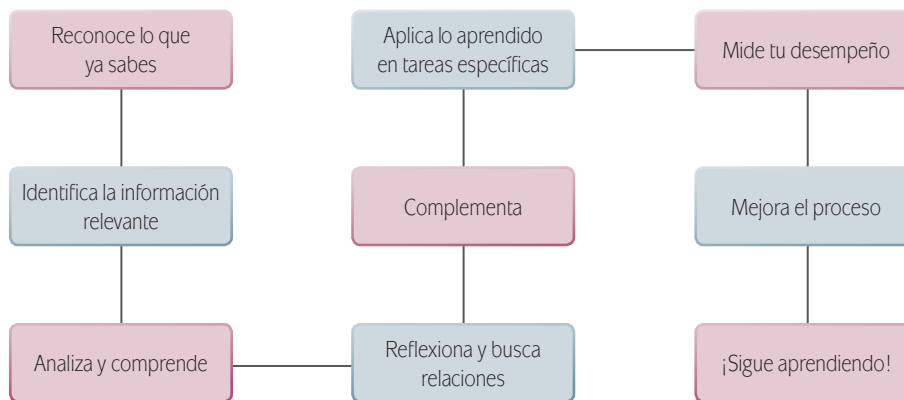 Reconoce lo que
ya sabes
Identifica la información
relevante
Analiza y comprende
Reflexiona y busca
relaciones
Complementa
Aplica lo aprendido
en tareas específicas
Mide tu desempeño
Mejora el proceso
¡Sigue aprendiendo!